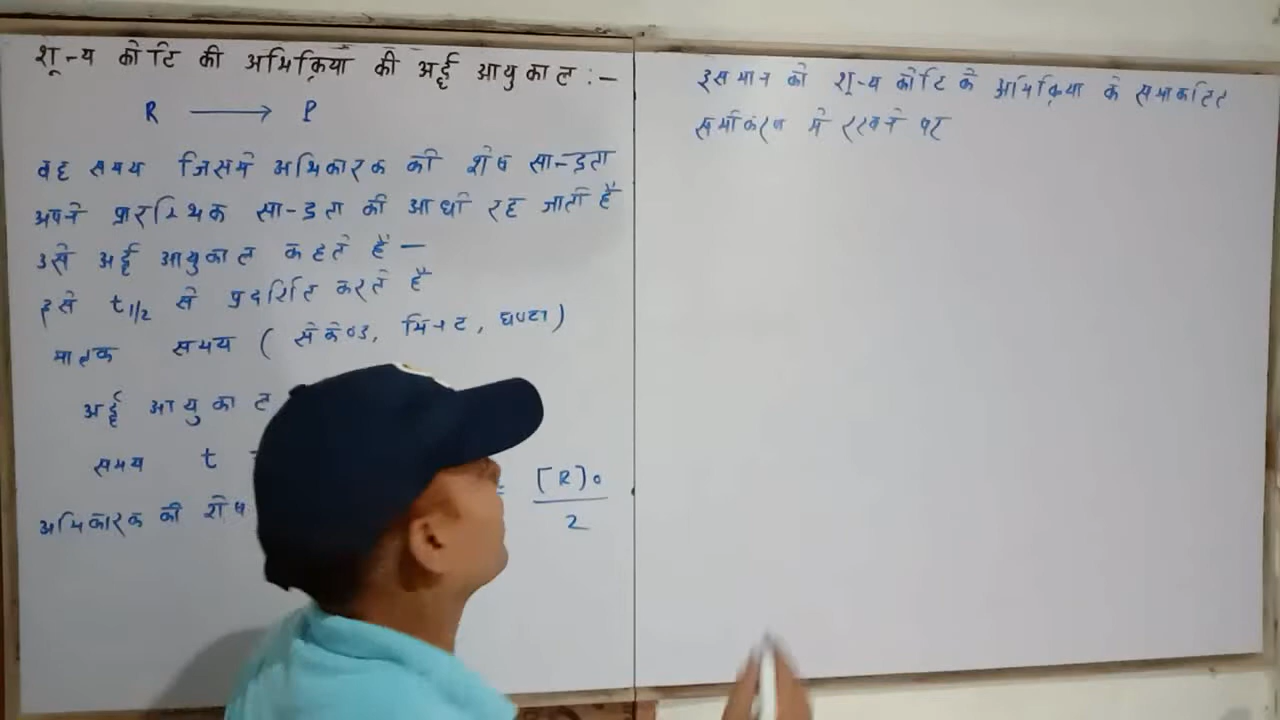 शून्य कोटि की अभिक्रिया की अर्द्ध आयुकाल :-
R ⟶ P
वह समय जिसमें अभिकारक की शेष सान्द्रता
अपने प्रारम्भिक सान्द्रता की आधी रह जाती है
उसे अर्द्ध आयुकाल कहते हैं —
इसे t1/2 से प्रदर्शित करते हैं
मात्रक समय ( सेकेण्ड, मिनट, घण्टा )
अर्द्ध आयुकाल
समय t
अभिकारक की शेष = [R]0 / 2
इस मान को शून्य कोटि के अभिक्रिया के समाकलित
समीकरण में रखने पर